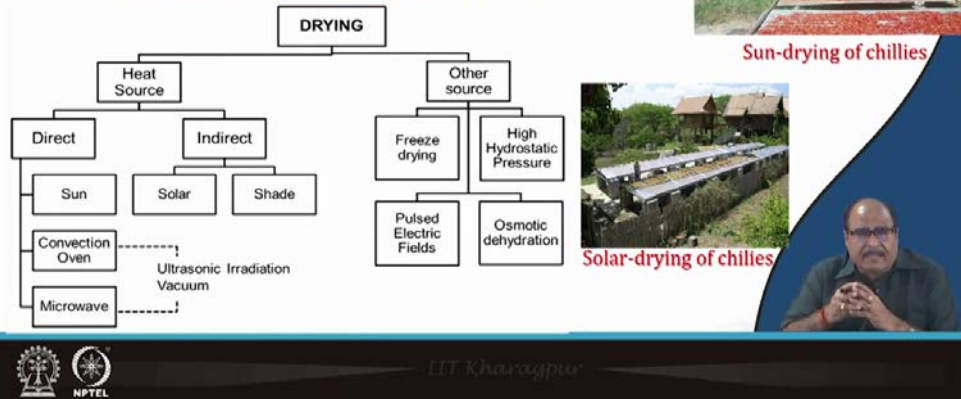 DRYING
Heat
Source
Other
source
Direct
Indirect
Sun
Solar
Shade
Convection
Oven
Microwave
Ultrasonic Irradiation
Vacuum
Freeze
drying
High
Hydrostatic
Pressure
Pulsed
Electric
Fields
Osmotic
dehydration
Sun-drying of chillies
Solar-drying of chilies
NPTEL
IIT Kharagpur